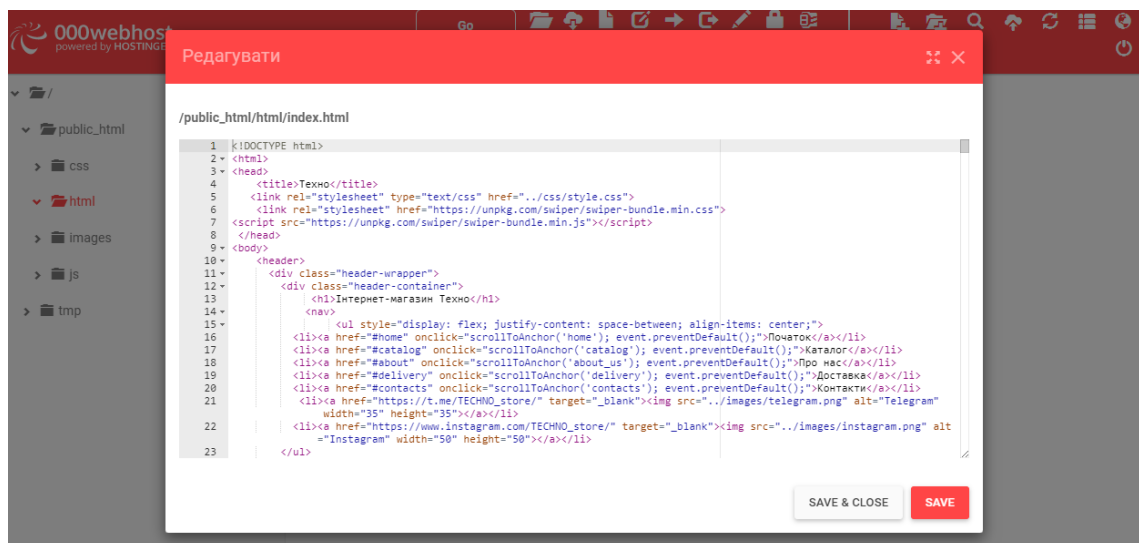 000webhos
powered by HOSTINGE
Go
Редагувати
/
public_html
css
html
images
js
tmp
/public_html/html/index.html
1 <!DOCTYPE html>
2 <html>
3 <head>
4 <title>Техно</title>
5 <link rel="stylesheet" type="text/css" href="../css/style.css">
6 <link rel="stylesheet" href="https://unpkg.com/swiper/swiper-bundle.min.css">
7 <script src="https://unpkg.com/swiper/swiper-bundle.min.js"></script>
8 </head>
9 <body>
10 <header>
11 <div class="header-wrapper">
12 <div class="header-container">
13 <h1>Інтернет-магазин Техно</h1>
14 <nav>
15 <ul style="display: flex; justify-content: space-between; align-items: center;">
16 <li><a href="#home" onclick="scrollToAnchor('home'); event.preventDefault();">Початок</a></li>
17 <li><a href="#catalog" onclick="scrollToAnchor('catalog'); event.preventDefault();">Каталог</a></li>
18 <li><a href="#about" onclick="scrollToAnchor('about_us'); event.preventDefault();">Про нас</a></li>
19 <li><a href="#delivery" onclick="scrollToAnchor('delivery'); event.preventDefault();">Доставка</a></li>
20 <li><a href="#contacts" onclick="scrollToAnchor('contacts'); event.preventDefault();">Контакти</a></li>
21 <li><a href="https://t.me/TECHNO_store/" target="_blank"><img src="../images/telegram.png" alt="Telegram"
width="35" height="35"></a></li>
22 <li><a href="https://www.instagram.com/TECHNO_store/" target="_blank"><img src="../images/instagram.png" alt
="Instagram" width="50" height="50"></a></li>
23 </ul>
SAVE & CLOSE
SAVE